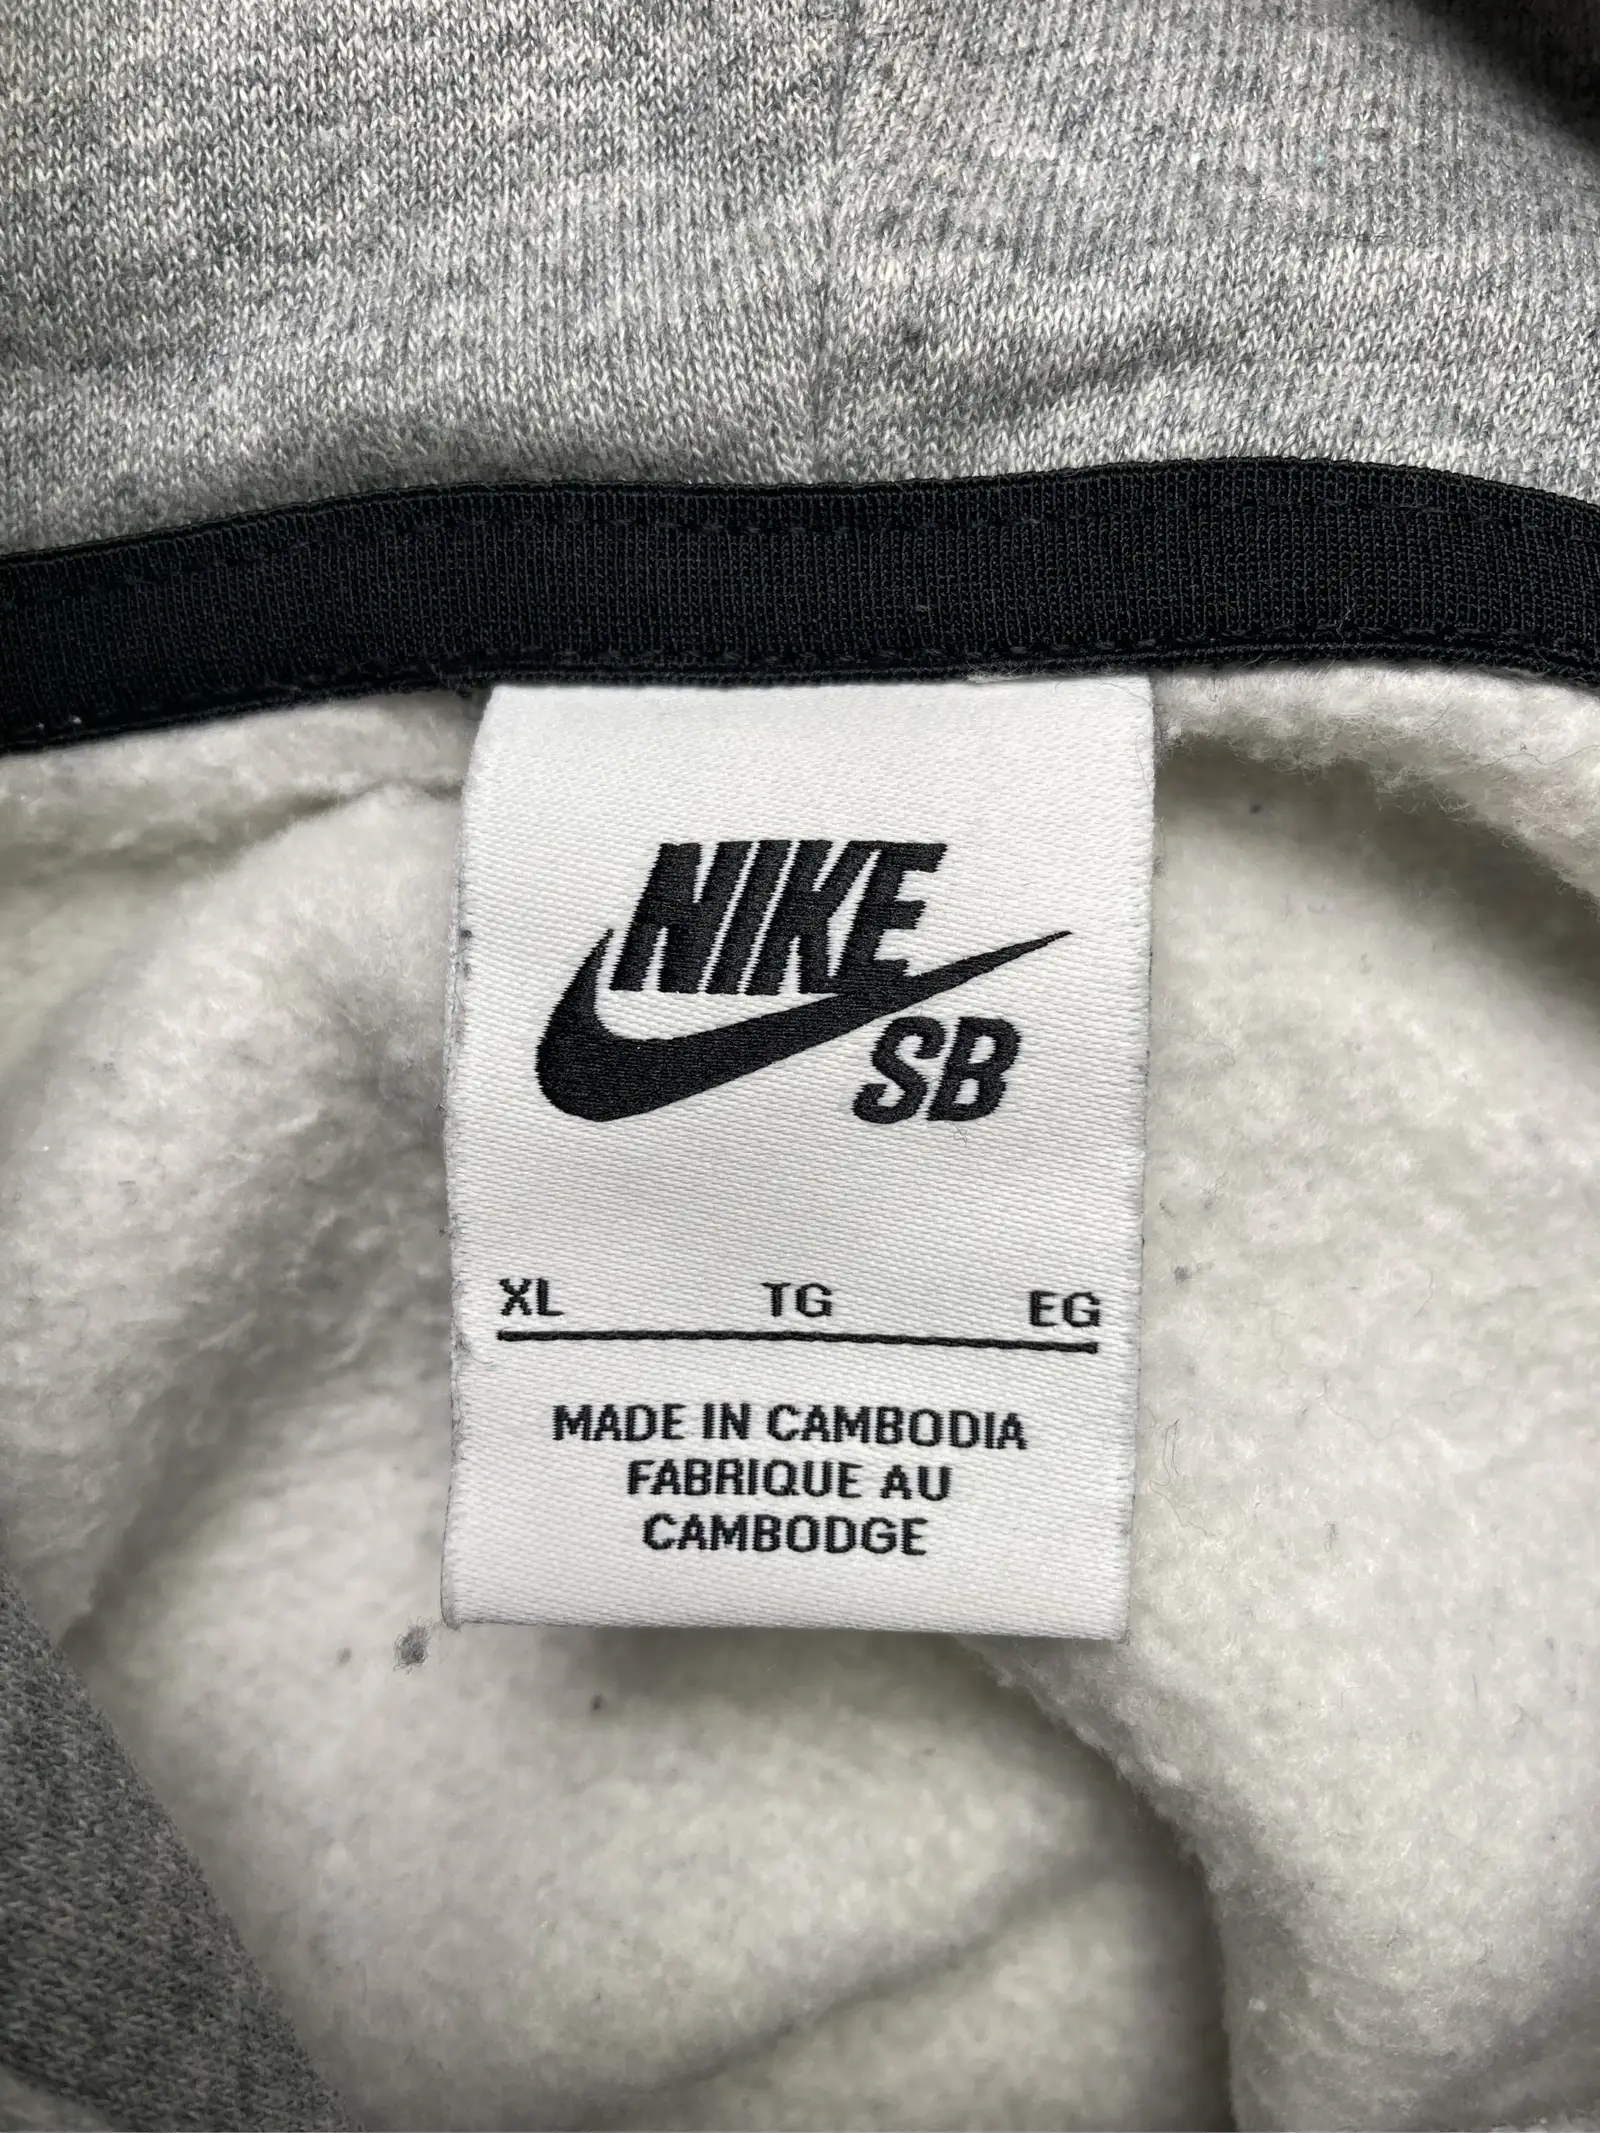 NIKE
SB
XL TG EG
MADE IN CAMBODIA
FABRIQUE AU
CAMBODGE